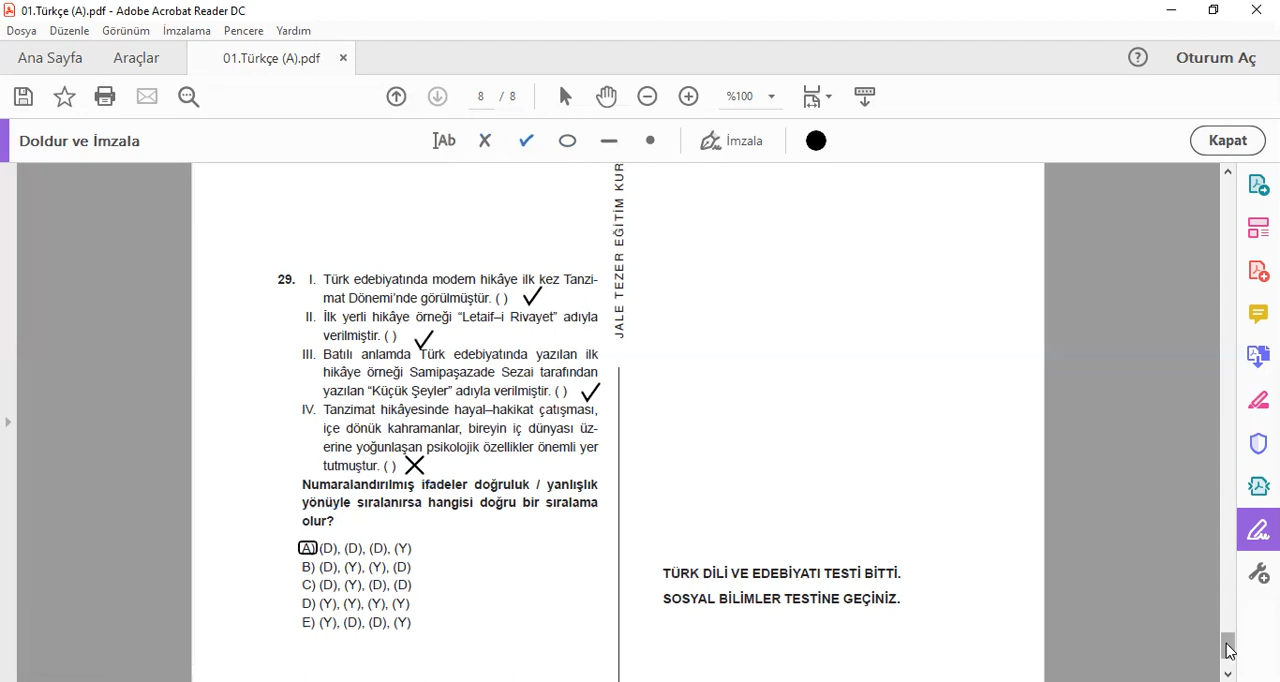 01.Türkçe (A).pdf - Adobe Acrobat Reader DC
Dosya Düzenle Görünüm İmzalama Pencere Yardım
Ana Sayfa Araçlar 01.Türkçe (A).pdf × ? Oturum Aç
8 / 8 %100
Doldur ve İmzala IAb İmzala Kapat
JALE TEZER EĞİTİM KUR
29. I. Türk edebiyatında modern hikâye ilk kez Tanzi-
mat Dönemi’nde görülmüştür. ( )
II. İlk yerli hikâye örneği “Letaif–i Rivayet” adıyla
verilmiştir. ( )
III. Batılı anlamda Türk edebiyatında yazılan ilk
hikâye örneği Samipaşazade Sezai tarafından
yazılan “Küçük Şeyler” adıyla verilmiştir. ( )
IV. Tanzimat hikâyesinde hayal–hakikat çatışması,
içe dönük kahramanlar, bireyin iç dünyası üz-
erine yoğunlaşan psikolojik özellikler önemli yer
tutmuştur. ( )
Numaralandırılmış ifadeler doğruluk / yanlışlık
yönüyle sıralanırsa hangisi doğru bir sıralama
olur?
A) (D), (D), (D), (Y)
B) (D), (Y), (Y), (D)
C) (D), (Y), (D), (D)
D) (Y), (Y), (Y), (Y)
E) (Y), (D), (D), (Y)
TÜRK DİLİ VE EDEBİYATI TESTİ BİTTİ.
SOSYAL BİLİMLER TESTİNE GEÇİNİZ.